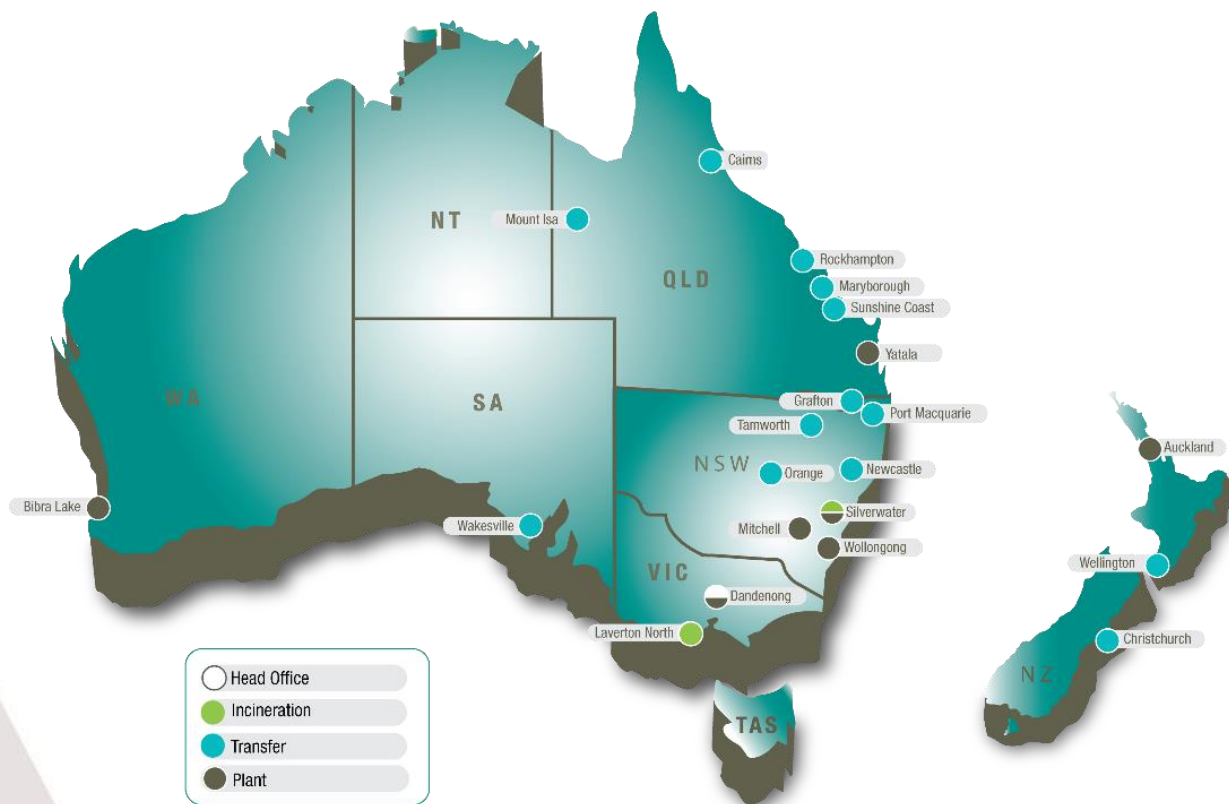 Cairns
NT
Mount Isa
QLD
Rockhampton
Maryborough
Sunshine Coast
Yatala
WA
SA
Grafton
Port Macquarie
Tamworth
NSW
Orange
Newcastle
Auckland
Bibra Lake
Wakesville
Silverwater
Mitchell
Wollongong
VIC
Dandenong
Laverton North
Wellington
Christchurch
NZ
TAS
Head Office
Incineration
Transfer
Plant